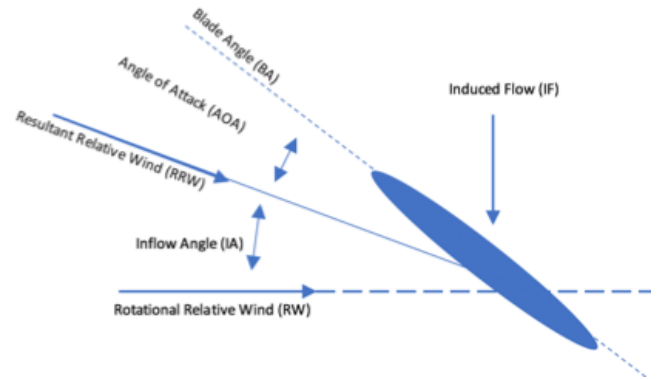 Blade Angle (BA)
Angle of Attack (AOA)
Induced Flow (IF)
Resultant Relative Wind (RRW)
Inflow Angle (IA)
Rotational Relative Wind (RW)